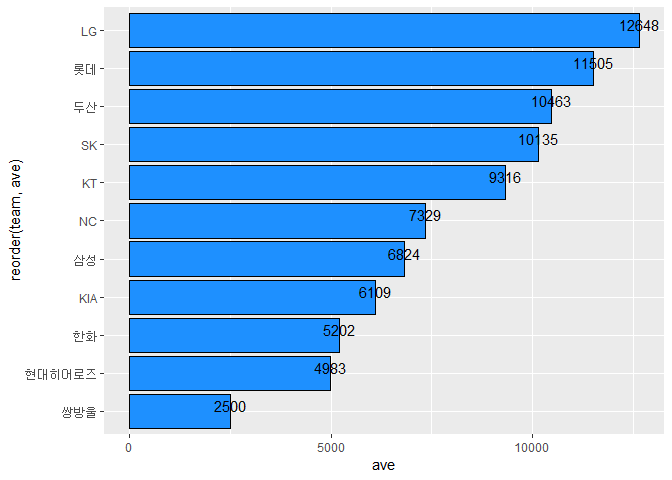 reorder(team, ave)
LG 12648
롯데 11505
두산 10463
SK 10135
KT 9316
NC 7329
삼성 6824
KIA 6109
한화 5202
현대히어로즈 4983
쌍방울 2500
0 5000 10000
ave